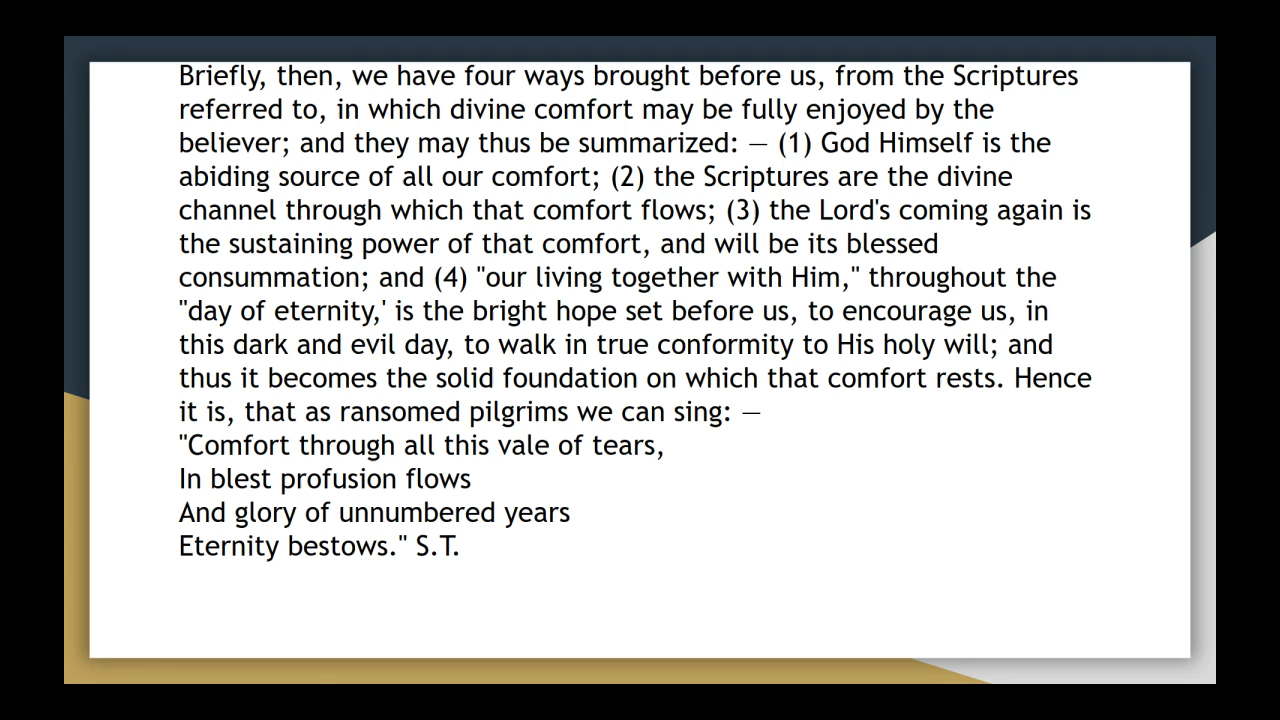 Briefly, then, we have four ways brought before us, from the Scriptures
referred to, in which divine comfort may be fully enjoyed by the
believer; and they may thus be summarized: — (1) God Himself is the
abiding source of all our comfort; (2) the Scriptures are the divine
channel through which that comfort flows; (3) the Lord's coming again is
the sustaining power of that comfort, and will be its blessed
consummation; and (4) "our living together with Him," throughout the
"day of eternity,' is the bright hope set before us, to encourage us, in
this dark and evil day, to walk in true conformity to His holy will; and
thus it becomes the solid foundation on which that comfort rests. Hence
it is, that as ransomed pilgrims we can sing: —
"Comfort through all this vale of tears,
In blest profusion flows
And glory of unnumbered years
Eternity bestows." S.T.